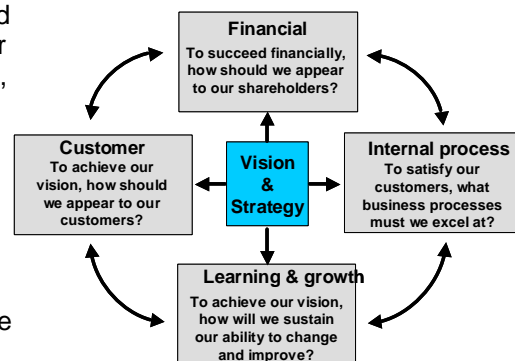 d
r
,
e
Financial
To succeed financially,
how should we appear
to our shareholders?
Customer
To achieve our
vision, how should
we appear to our
customers?
Vision
&
Strategy
Internal process
To satisfy our
customers, what
business processes
must we excel at?
Learning & growth
To achieve our vision,
how will we sustain
our ability to change
and improve?